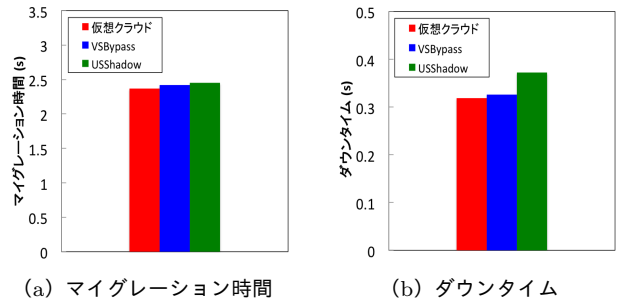 3.5
3
2.5
2
1.5
1
0.5
0
マイグレーション時間 (s)
仮想クラウド
VSBypass
USShadow
(a) マイグレーション時間
0.5
0.4
0.3
0.2
0.1
0
ダウンタイム (s)
仮想クラウド
VSBypass
USShadow
(b) ダウンタイム